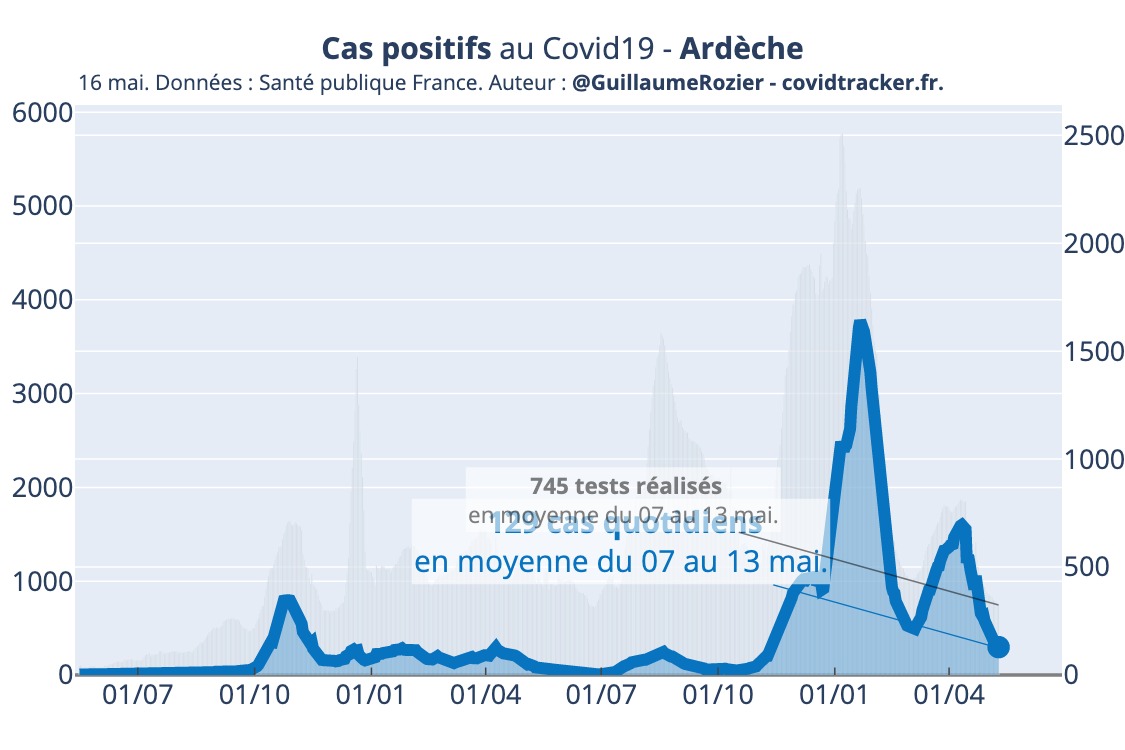 Cas positifs au Covid19 - Ardèche
16 mai. Données : Santé publique France. Auteur : @GuillaumeRozier - covidtracker.fr.
6000
5000
4000
3000
2000
1000
0
2500
2000
1500
1000
500
0
745 tests réalisés
en moyenne du 07 au 13 mai.
129 cas quotidiens
en moyenne du 07 au 13 mai.
01/07 01/10 01/01 01/04 01/07 01/10 01/01 01/04